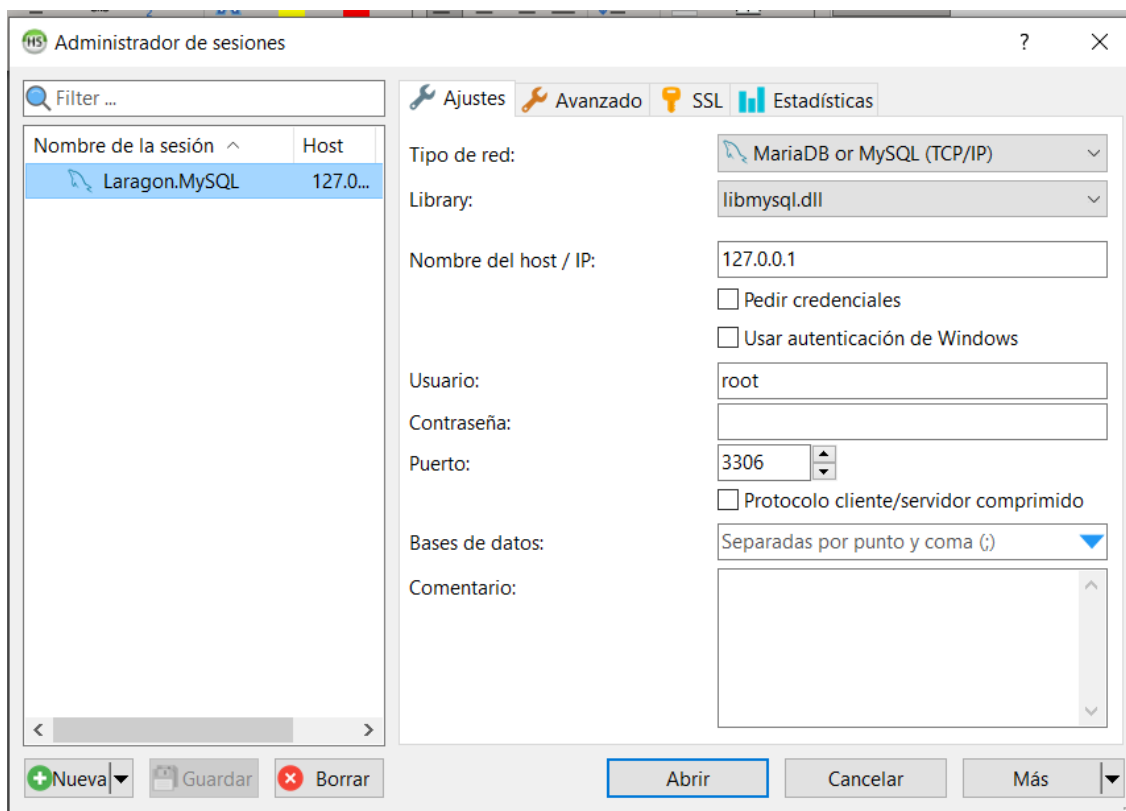 HS Administrador de sesiones
Filter ...
Nombre de la sesión Host
Laragon.MySQL 127.0...
Ajustes Avanzado SSL Estadísticas
Tipo de red: MariaDB or MySQL (TCP/IP)
Library: libmysql.dll
Nombre del host / IP: 127.0.0.1
Pedir credenciales
Usar autenticación de Windows
Usuario: root
Contraseña:
Puerto: 3306
Protocolo cliente/servidor comprimido
Bases de datos: Separadas por punto y coma (;)
Comentario:
Nueva Guardar Borrar Abrir Cancelar Más